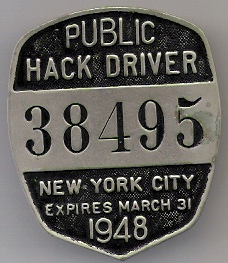 PUBLIC
HACK DRIVER
38495
NEW YORK CITY
EXPIRES MARCH 31
1948